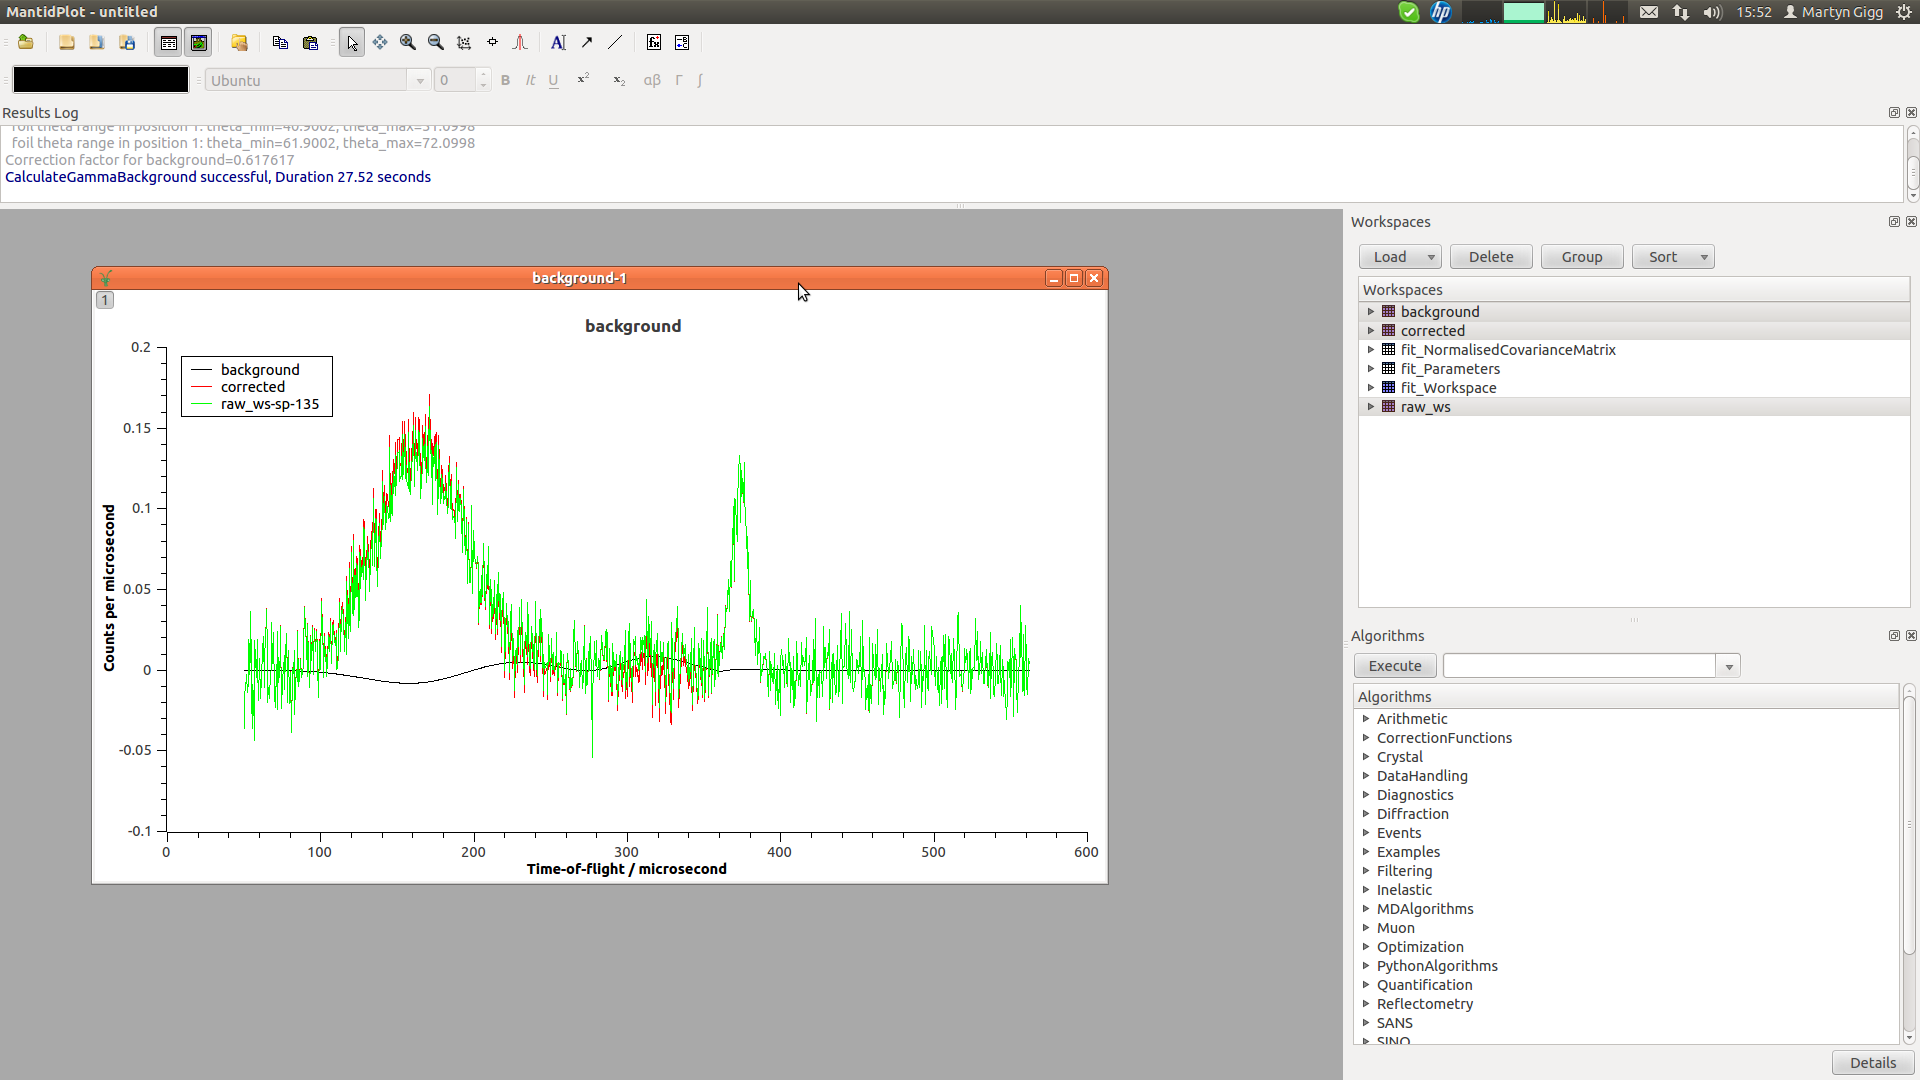 MantidPlot - untitled
15:52 Martyn Gigg
Ubuntu 0 B It U x² x₂ αβ Γ ∫
Results Log
foil theta range in position 1: theta_min=46.9002, theta_max=51.0998
foil theta range in position 1: theta_min=61.9002, theta_max=72.0998
Correction factor for background=0.617617
CalculateGammaBackground successful, Duration 27.52 seconds
background-1
1
background
background
corrected
raw_ws-sp-135
Counts per microsecond
0.2
0.15
0.1
0.05
0
-0.05
-0.1
0 100 200 300 400 500 600
Time-of-flight / microsecond
Workspaces
Load Delete Group Sort
Workspaces
background
corrected
fit_NormalisedCovarianceMatrix
fit_Parameters
fit_Workspace
raw_ws
Algorithms
Execute
Algorithms
Arithmetic
CorrectionFunctions
Crystal
DataHandling
Diagnostics
Diffraction
Events
Examples
Filtering
Inelastic
MDAlgorithms
Muon
Optimization
PythonAlgorithms
Quantification
Reflectometry
SANS
SINQ
Details